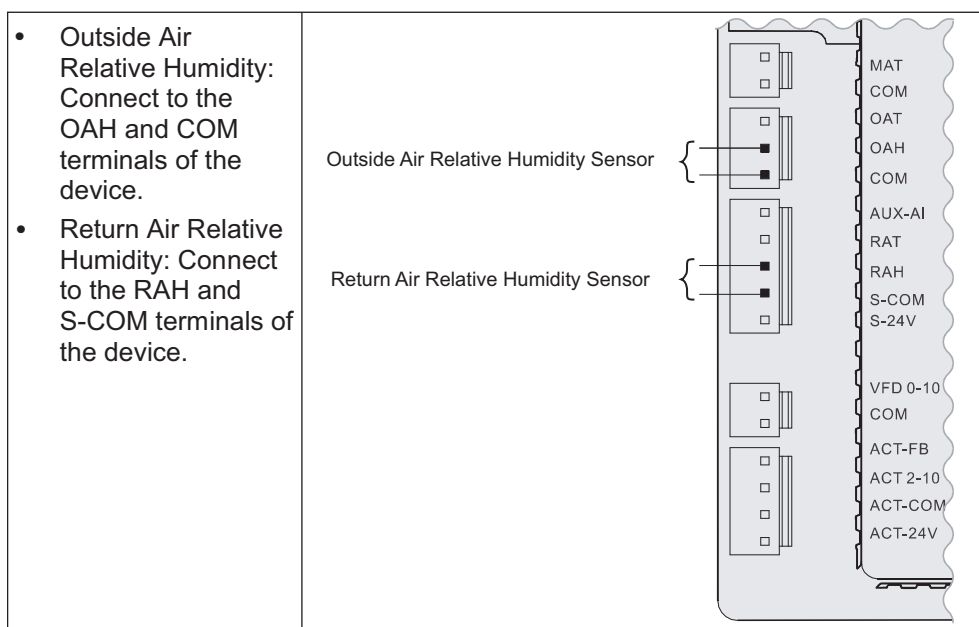 • Outside Air
Relative Humidity:
Connect to the
OAH and COM
terminals of the
device.
• Return Air Relative
Humidity: Connect
to the RAH and
S-COM terminals of
the device.
Outside Air Relative Humidity Sensor
Return Air Relative Humidity Sensor
MAT
COM
OAT
OAH
COM
AUX-AI
RAT
RAH
S-COM
S-24V
VFD 0-10
COM
ACT-FB
ACT 2-10
ACT-COM
ACT-24V